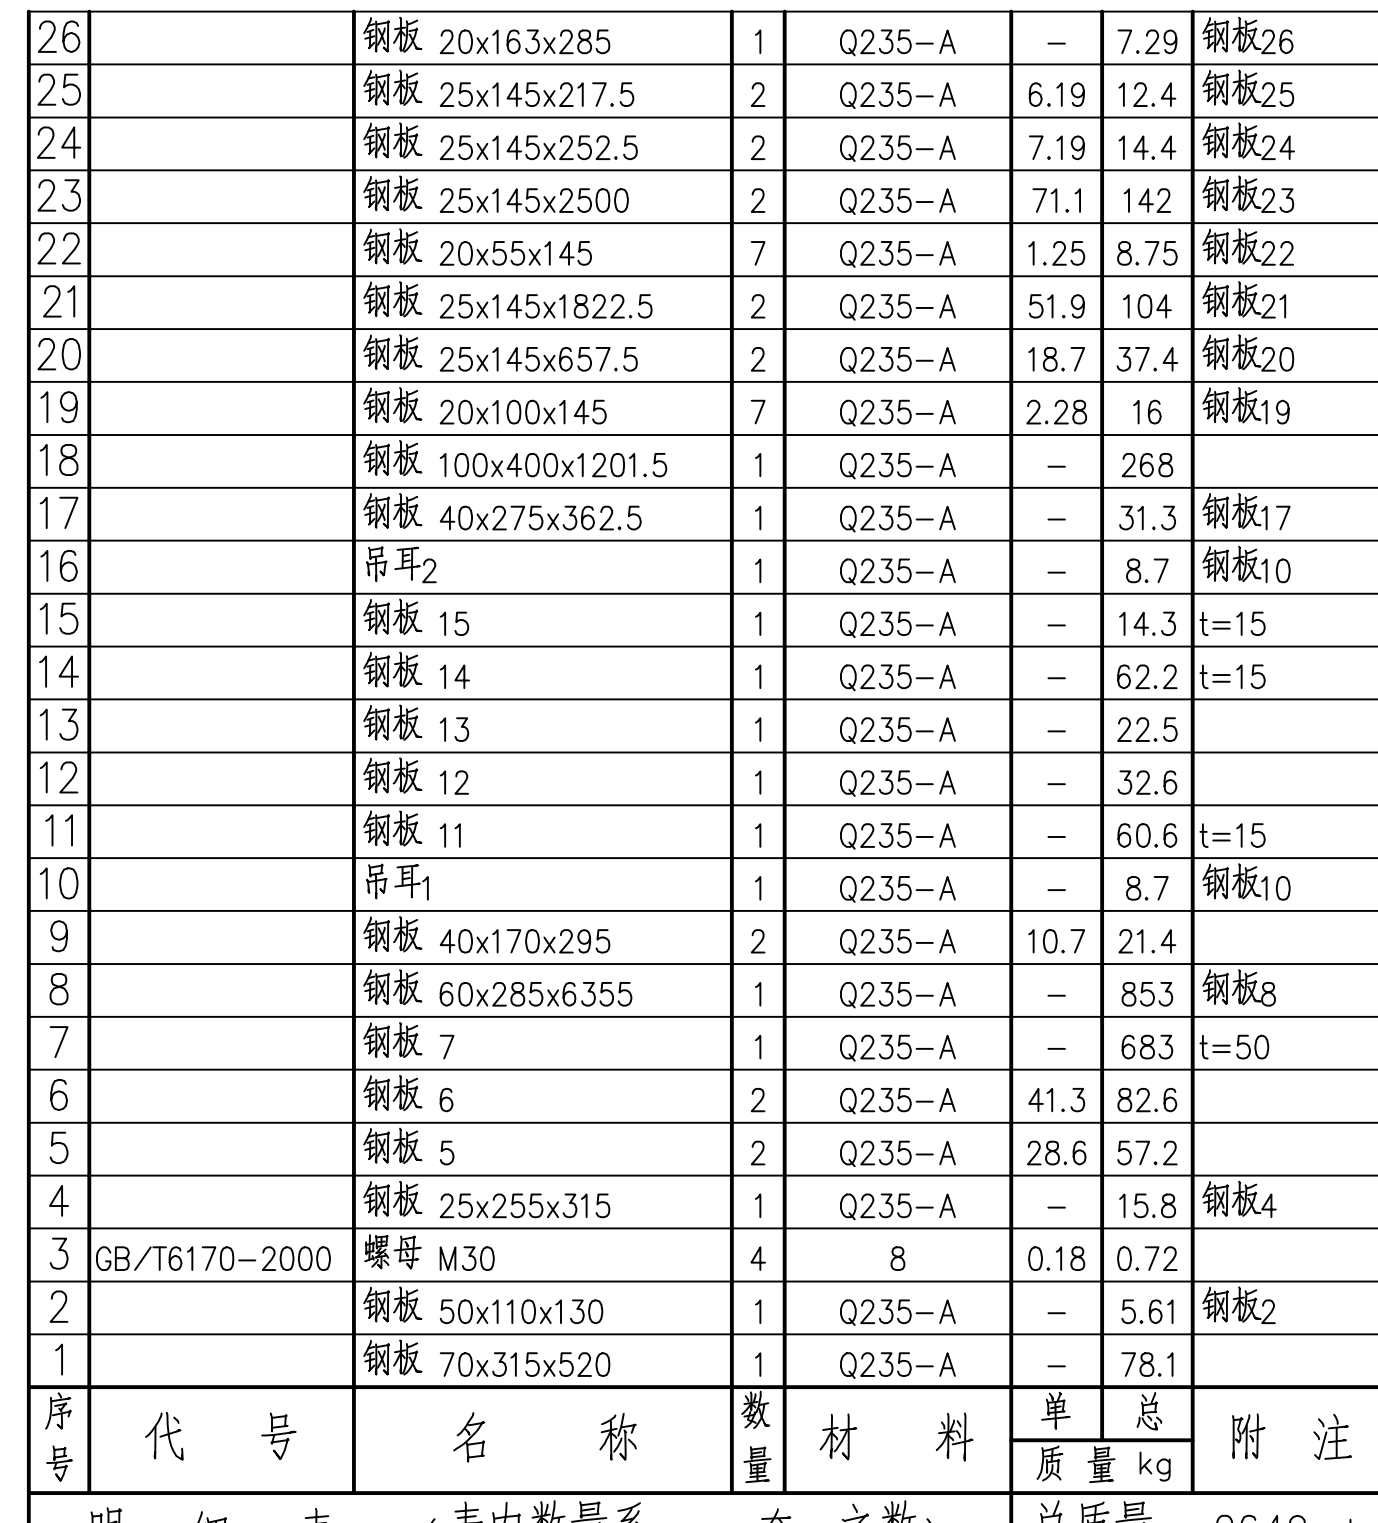 26 钢板 20x163x285 1 Q235-A - 7.29 钢板26
25 钢板 25x145x217.5 2 Q235-A 6.19 12.4 钢板25
24 钢板 25x145x252.5 2 Q235-A 7.19 14.4 钢板24
23 钢板 25x145x2500 2 Q235-A 71.1 142 钢板23
22 钢板 20x55x145 7 Q235-A 1.25 8.75 钢板22
21 钢板 25x145x1822.5 2 Q235-A 51.9 104 钢板21
20 钢板 25x145x657.5 2 Q235-A 18.7 37.4 钢板20
19 钢板 20x100x145 7 Q235-A 2.28 16 钢板19
18 钢板 100x400x1201.5 1 Q235-A - 268
17 钢板 40x275x362.5 1 Q235-A - 31.3 钢板17
16 吊耳2 1 Q235-A - 8.7 钢板10
15 钢板 15 1 Q235-A - 14.3 t=15
14 钢板 14 1 Q235-A - 62.2 t=15
13 钢板 13 1 Q235-A - 22.5
12 钢板 12 1 Q235-A - 32.6
11 钢板 11 1 Q235-A - 60.6 t=15
10 吊耳1 1 Q235-A - 8.7 钢板10
9 钢板 40x170x295 2 Q235-A 10.7 21.4
8 钢板 60x285x6355 1 Q235-A - 853 钢板8
7 钢板 7 1 Q235-A - 683 t=50
6 钢板 6 2 Q235-A 41.3 82.6
5 钢板 5 2 Q235-A 28.6 57.2
4 钢板 25x255x315 1 Q235-A - 15.8 钢板4
3 GB/T6170-2000 螺母 M30 4 8 0.18 0.72
2 钢板 50x110x130 1 Q235-A - 5.61 钢板2
1 钢板 70x315x520 1 Q235-A - 78.1
序号 代号 名称 数量 材料 单 总 附注
质量 kg
明细表 (表中数量系 套之数) 总质量